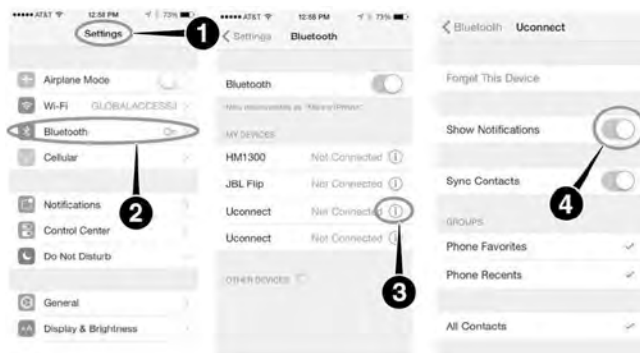 AT&T 12:58 PM 73%
Settings
1
Airplane Mode
Wi-Fi GLOBALACCESS
Bluetooth On
Cellular
2
Notifications
Control Center
Do Not Disturb
General
Display & Brightness
AT&T 12:58 PM 73%
Settings Bluetooth
Bluetooth
Now discoverable as
MY DEVICES
HM1300 Not Connected
JBL Flip Not Connected
Uconnect Not Connected
Uconnect Not Connected
3
OTHER DEVICES
Bluetooth Uconnect
Forget This Device
Show Notifications
4
Sync Contacts
GROUPS
Phone Favorites
Phone Recents
All Contacts